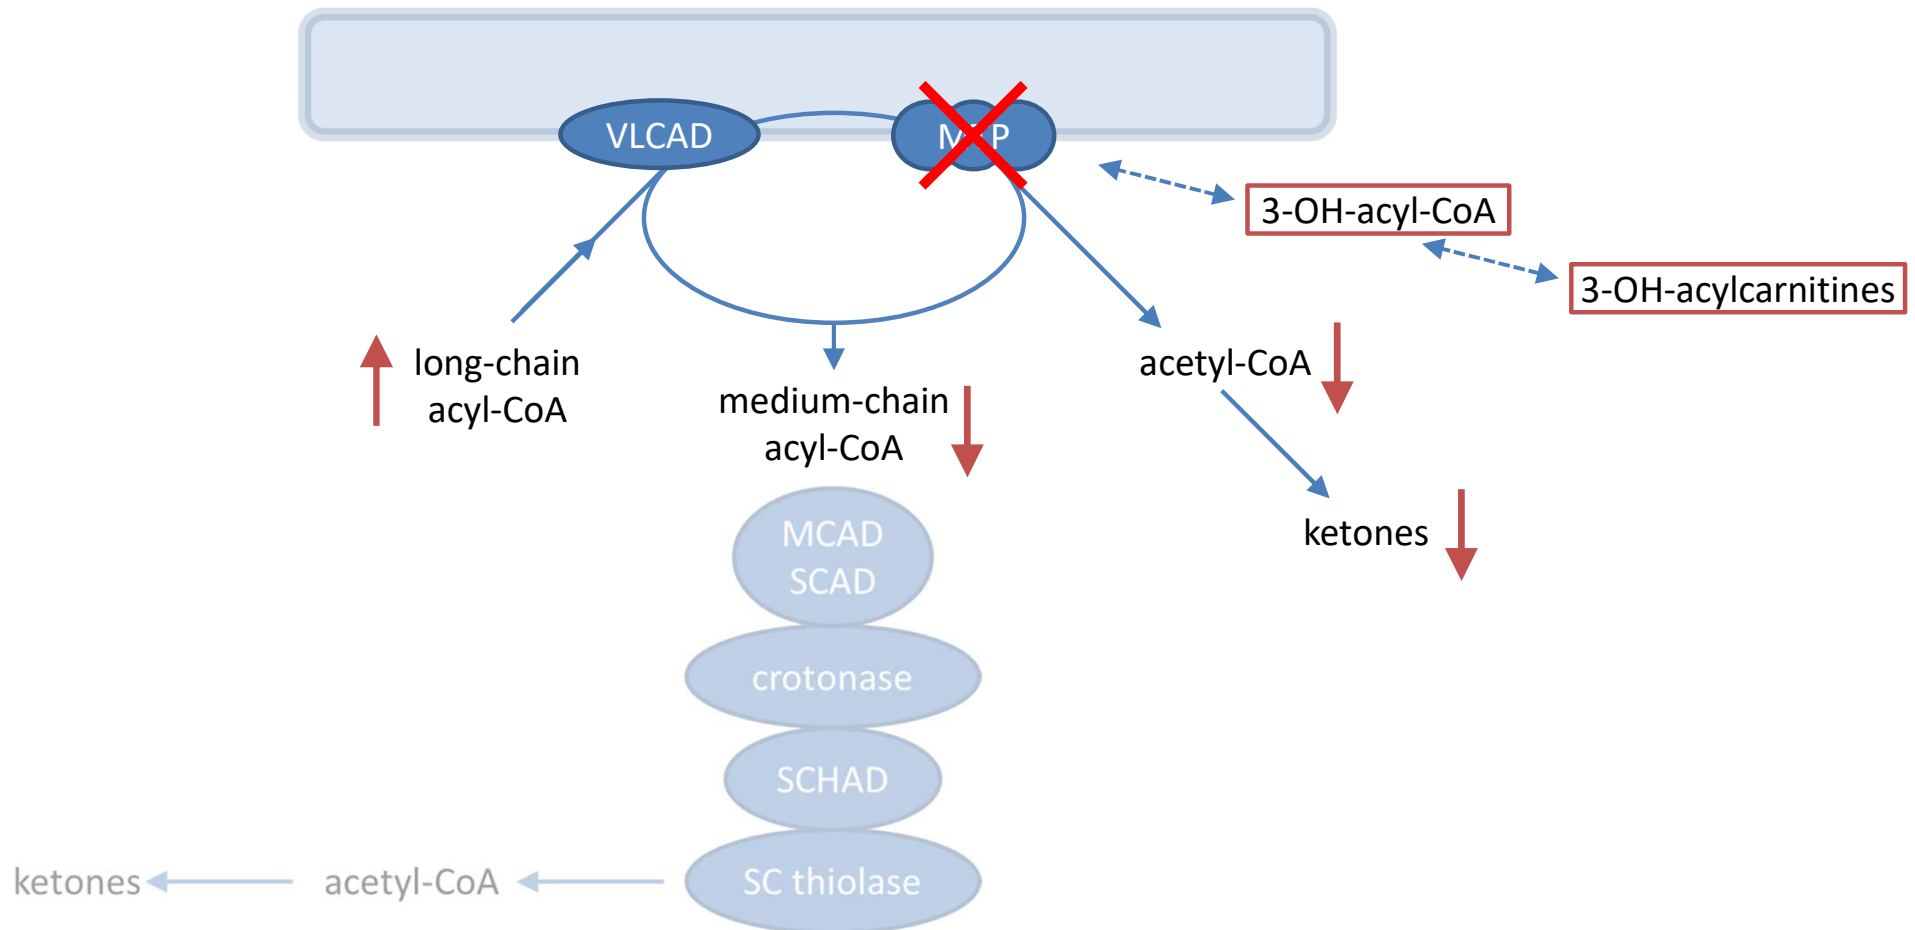 VLCAD
3-OH-acyl-CoA
3-OH-acylcarnitines
long-chain
acyl-CoA
medium-chain
acyl-CoA
acetyl-CoA
ketones
MCAD
SCAD
crotonase
SCHAD
SC thiolase
acetyl-CoA
ketones